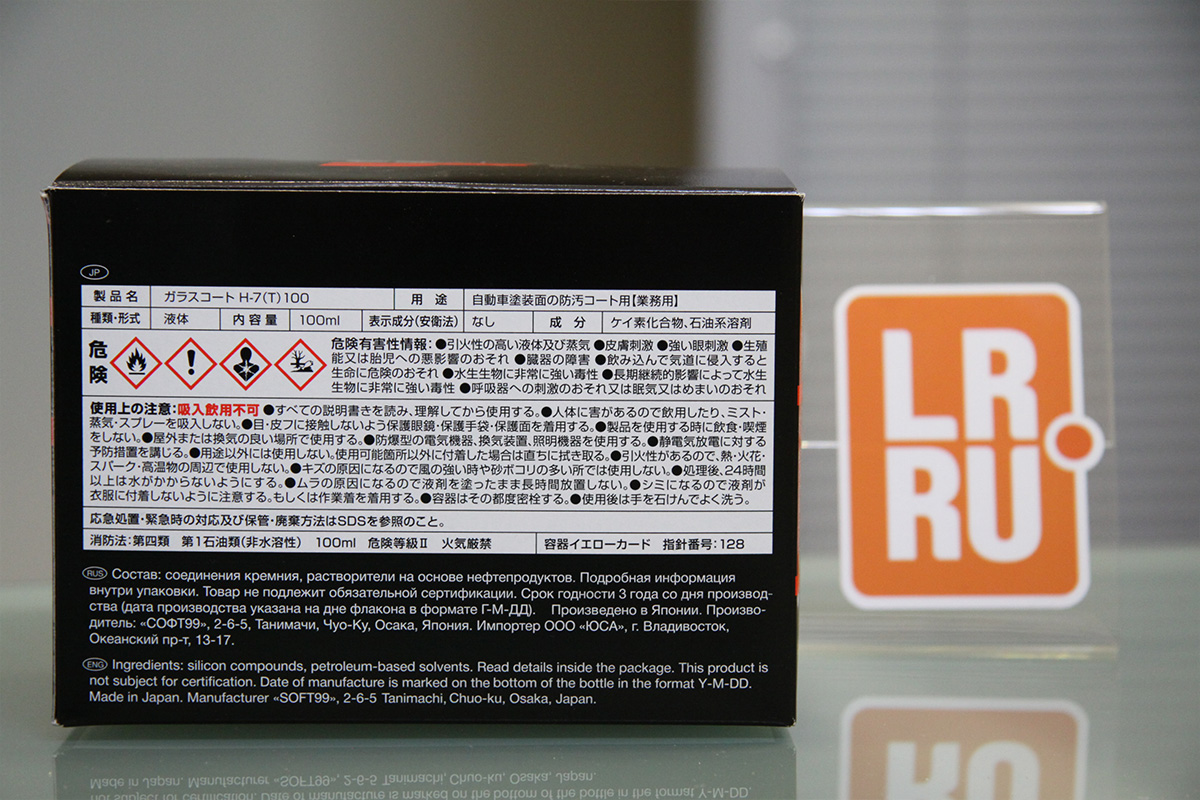 JP
製品名 ガラスコート H-7(T)100 用途 自動車塗装面の防汚コート用【業務用】
種類・形式 液体 内容量 100ml 表示成分(安衛法) なし 成分 ケイ素化合物、石油系溶剤
危険 危険有害性情報:●引火性の高い液体及び蒸気 ●皮膚刺激 ●強い眼刺激 ●生殖
能又は胎児への悪影響のおそれ ●臓器の障害 ●飲み込んで気道に侵入すると
生命に危険のおそれ ●水生生物に非常に強い毒性 ●長期継続的影響によって水生
生物に非常に強い毒性 ●呼吸器への刺激のおそれ又は眠気又はめまいのおそれ
使用上の注意:吸入飲用不可 ●すべての説明書きを読み、理解してから使用する。●人体に害があるので飲用したり、ミスト・
蒸気・スプレーを吸入しない。●目・皮フに接触しないよう保護眼鏡・保護手袋・保護面を着用する。●製品を使用する時に飲食・喫煙
をしない。●屋外または換気の良い場所で使用する。●防爆型の電気機器、換気装置、照明機器を使用する。●静電気放電に対する
予防措置を講じる。●用途以外には使用しない。使用可能箇所以外に付着した場合は直ちに拭き取る。●引火性があるので、熱・火花・
スパーク・高温物の周辺で使用しない。●キズの原因になるので風の強い時や砂ボコリの多い所では使用しない。●処理後、24時間
以上は水がかからないようにする。●ムラの原因になるので液剤を塗ったまま長時間放置しない。●シミになるので液剤が
衣服に付着しないように注意する。もしくは作業着を着用する。●容器はその都度密栓する。●使用後は手を石けんでよく洗う。
応急処置・緊急時の対応及び保管・廃棄方法はSDSを参照のこと。
消防法:第四類 第1石油類(非水溶性) 100ml 危険等級Ⅱ 火気厳禁 容器イエローカード 指針番号:128
RUS Состав: соединения кремния, растворители на основе нефтепродуктов. Подробная информация
внутри упаковки. Товар не подлежит обязательной сертификации. Срок годности 3 года со дня производ-
ства (дата производства указана на дне флакона в формате Г-М-ДД). Произведено в Японии. Произво-
дитель: «СОФТ99», 2-6-5, Танимачи, Чуо-Ку, Осака, Япония. Импортер ООО «ЮСА», г. Владивосток,
Океанский пр-т, 13-17.
ENG Ingredients: silicon compounds, petroleum-based solvents. Read details inside the package. This product is
not subject for certification. Date of manufacture is marked on the bottom of the bottle in the format Y-M-DD.
Made in Japan. Manufacturer «SOFT99», 2-6-5 Tanimachi, Chuo-ku, Osaka, Japan.
LR
RU